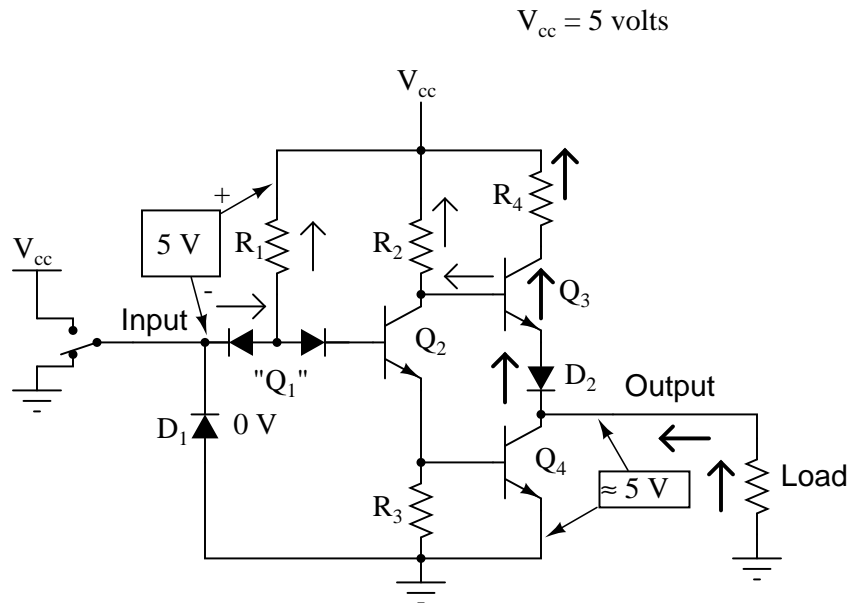 V_cc = 5 volts
V_cc
R_4
+
5 V
R_1
R_2
V_cc
-
Q_3
Input
Q_2
"Q_1"
D_2
Output
D_1
0 V
Q_4
≈ 5 V
Load
R_3